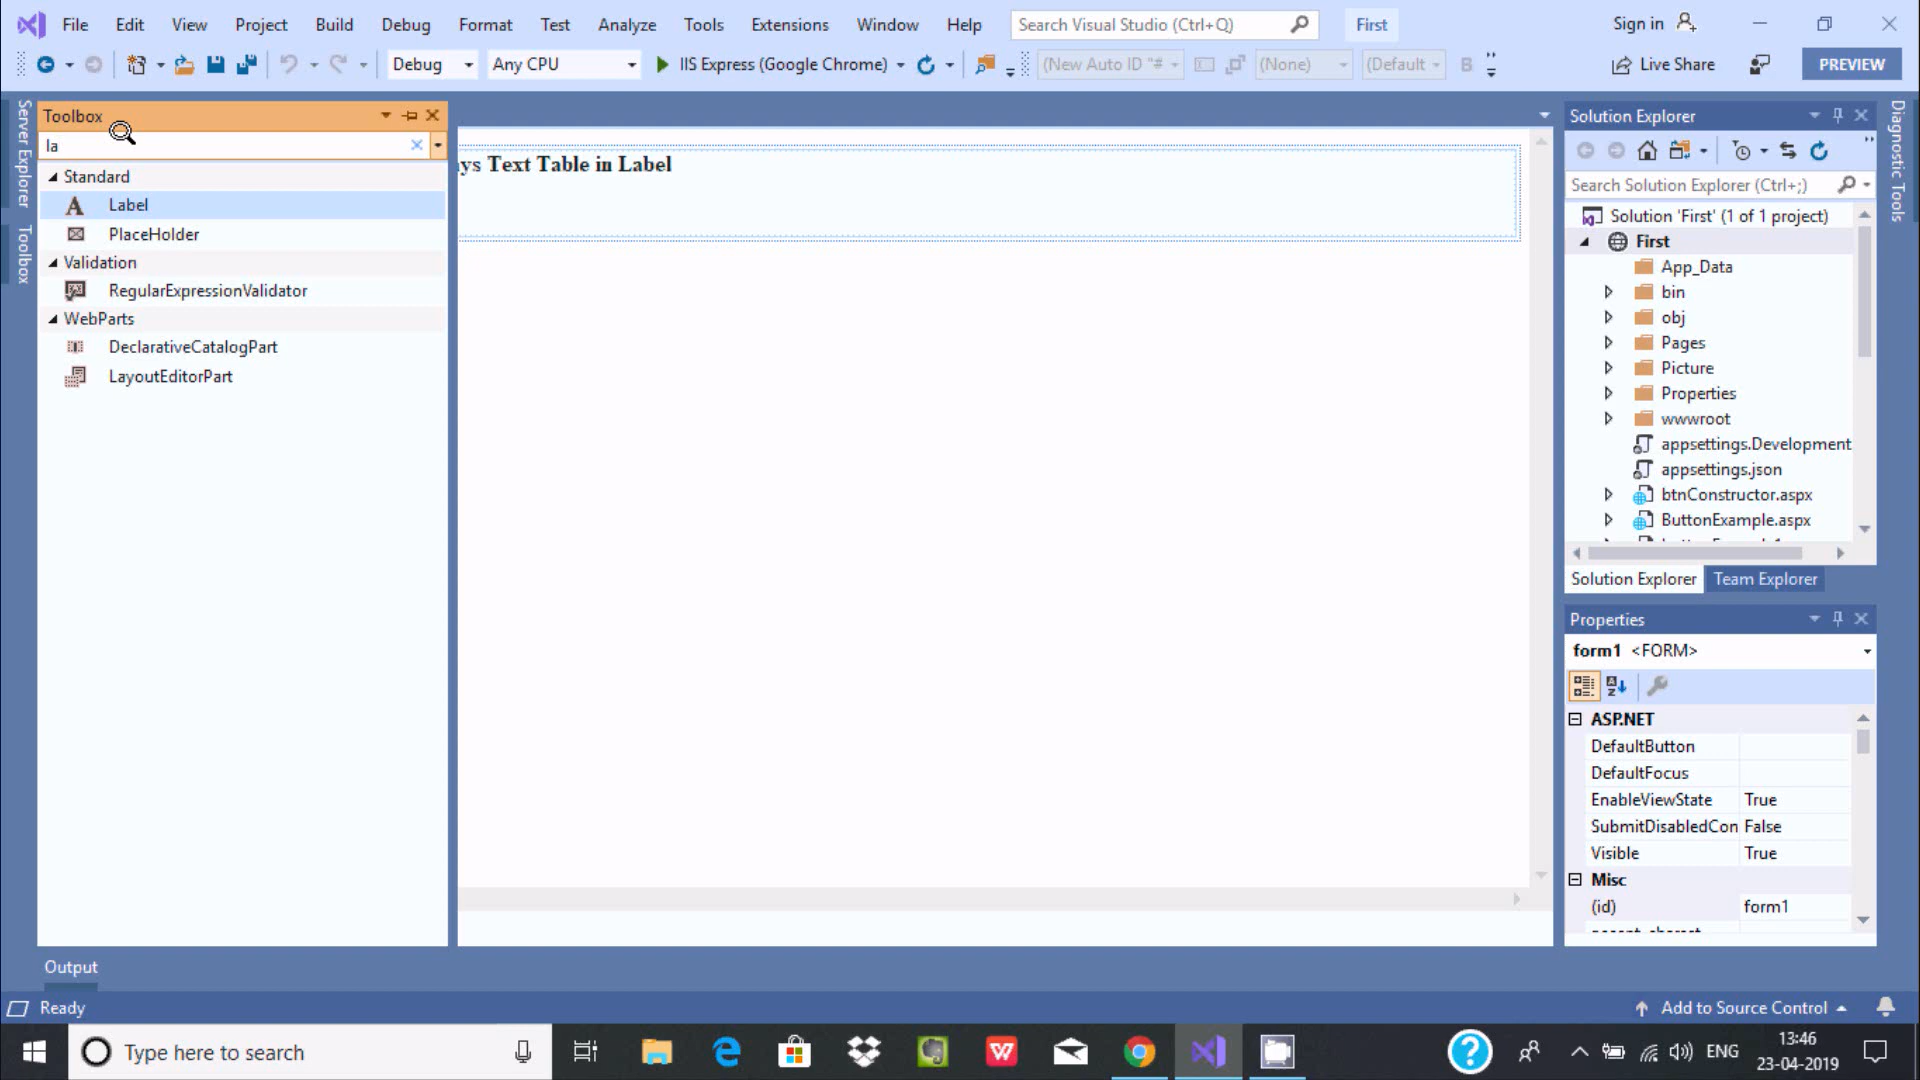 File Edit View Project Build Debug Format Test Analyze Tools Extensions Window Help Search Visual Studio (Ctrl+Q) First Sign in
Debug Any CPU IIS Express (Google Chrome) (New Auto ID "# (None) (Default B Live Share PREVIEW
Server Explorer
Toolbox
Toolbox
la
Standard
Label
PlaceHolder
Validation
RegularExpressionValidator
WebParts
DeclarativeCatalogPart
LayoutEditorPart
Text Table in Label
Solution Explorer
Search Solution Explorer (Ctrl+;)
Solution 'First' (1 of 1 project)
First
App_Data
bin
obj
Pages
Picture
Properties
wwwroot
appsettings.Development
appsettings.json
btnConstructor.aspx
ButtonExample.aspx
Solution Explorer Team Explorer
Diagnostic Tools
Properties
form1 <FORM>
ASP.NET
DefaultButton
DefaultFocus
EnableViewState True
SubmitDisabledCon False
Visible True
Misc
(id) form1
Output
Ready Add to Source Control
Type here to search
ENG
13:46
23-04-2019